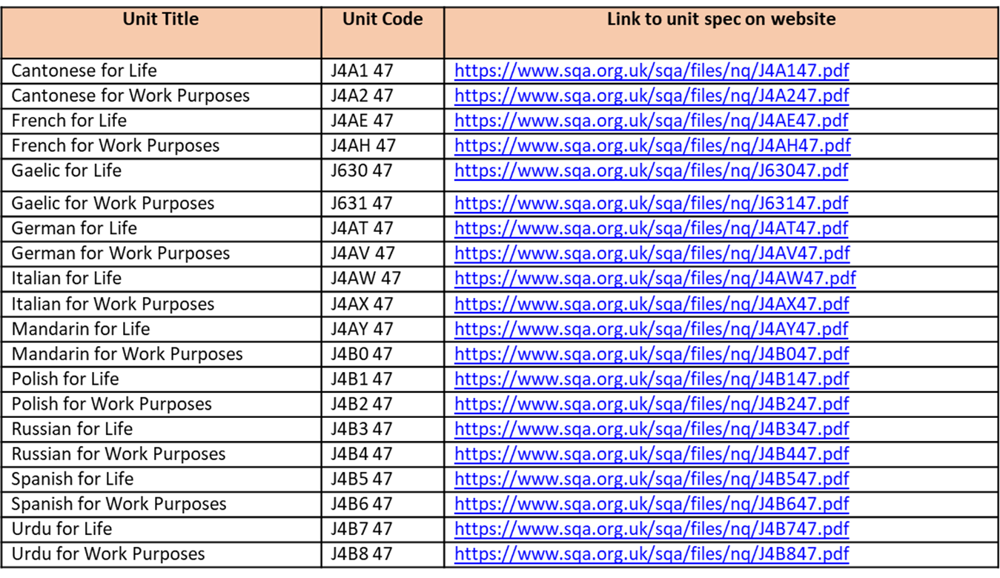 Unit Title Unit Code Link to unit spec on website
Cantonese for Life J4A1 47 https://www.sqa.org.uk/sqa/files/nq/J4A147.pdf
Cantonese for Work Purposes J4A2 47 https://www.sqa.org.uk/sqa/files/nq/J4A247.pdf
French for Life J4AE 47 https://www.sqa.org.uk/sqa/files/nq/J4AE47.pdf
French for Work Purposes J4AH 47 https://www.sqa.org.uk/sqa/files/nq/J4AH47.pdf
Gaelic for Life J630 47 https://www.sqa.org.uk/sqa/files/nq/J63047.pdf
Gaelic for Work Purposes J631 47 https://www.sqa.org.uk/sqa/files/nq/J63147.pdf
German for Life J4AT 47 https://www.sqa.org.uk/sqa/files/nq/J4AT47.pdf
German for Work Purposes J4AV 47 https://www.sqa.org.uk/sqa/files/nq/J4AV47.pdf
Italian for Life J4AW 47 https://www.sqa.org.uk/sqa/files/nq/J4AW47.pdf
Italian for Work Purposes J4AX 47 https://www.sqa.org.uk/sqa/files/nq/J4AX47.pdf
Mandarin for Life J4AY 47 https://www.sqa.org.uk/sqa/files/nq/J4AY47.pdf
Mandarin for Work Purposes J4B0 47 https://www.sqa.org.uk/sqa/files/nq/J4B047.pdf
Polish for Life J4B1 47 https://www.sqa.org.uk/sqa/files/nq/J4B147.pdf
Polish for Work Purposes J4B2 47 https://www.sqa.org.uk/sqa/files/nq/J4B247.pdf
Russian for Life J4B3 47 https://www.sqa.org.uk/sqa/files/nq/J4B347.pdf
Russian for Work Purposes J4B4 47 https://www.sqa.org.uk/sqa/files/nq/J4B447.pdf
Spanish for Life J4B5 47 https://www.sqa.org.uk/sqa/files/nq/J4B547.pdf
Spanish for Work Purposes J4B6 47 https://www.sqa.org.uk/sqa/files/nq/J4B647.pdf
Urdu for Life J4B7 47 https://www.sqa.org.uk/sqa/files/nq/J4B747.pdf
Urdu for Work Purposes J4B8 47 https://www.sqa.org.uk/sqa/files/nq/J4B847.pdf